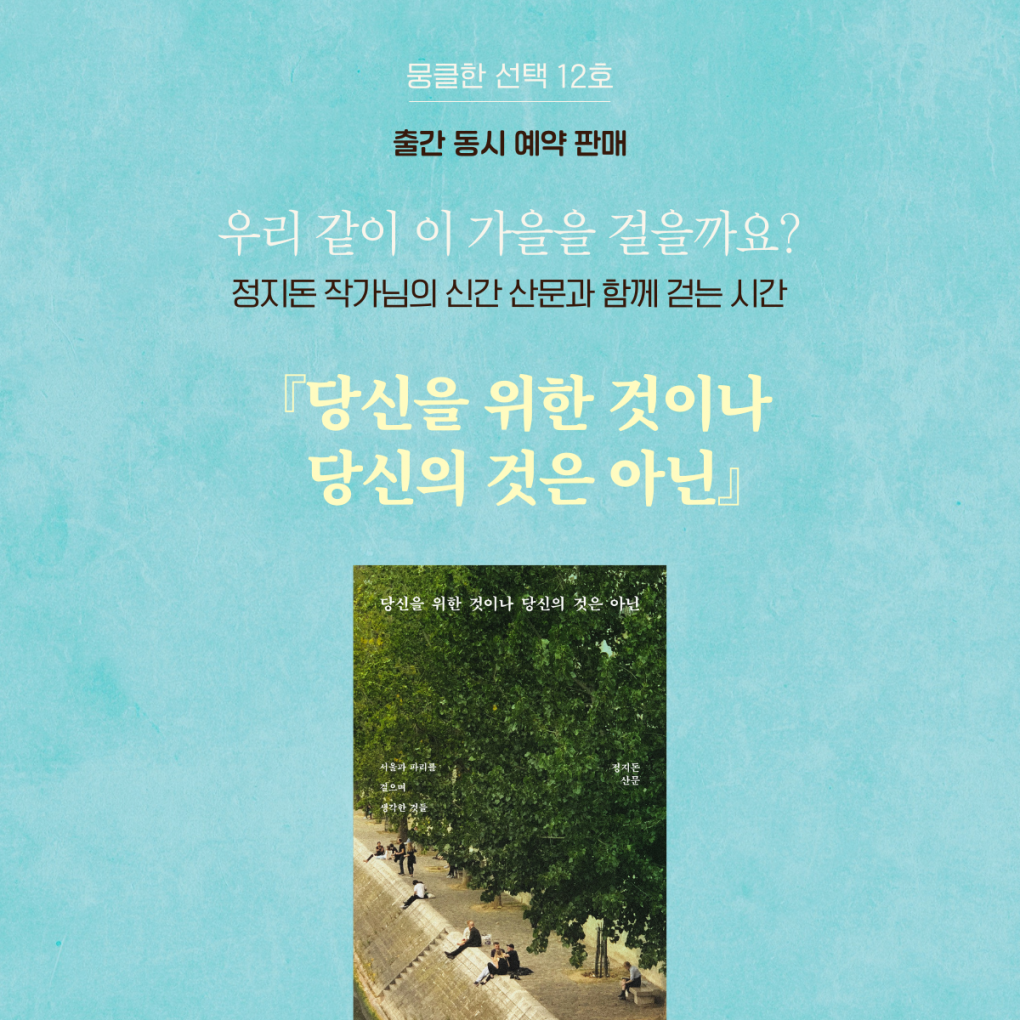 뭉클한 선택 12호
출간 동시 예약 판매
우리 같이 이 가을을 걸을까요?
정지돈 작가님의 신간 산문과 함께 걷는 시간
『당신을 위한 것이나
당신의 것은 아닌』
당신을 위한 것이나 당신의 것은 아닌
서울과 파리를
걸으며
생각한 것들
정지돈
산문